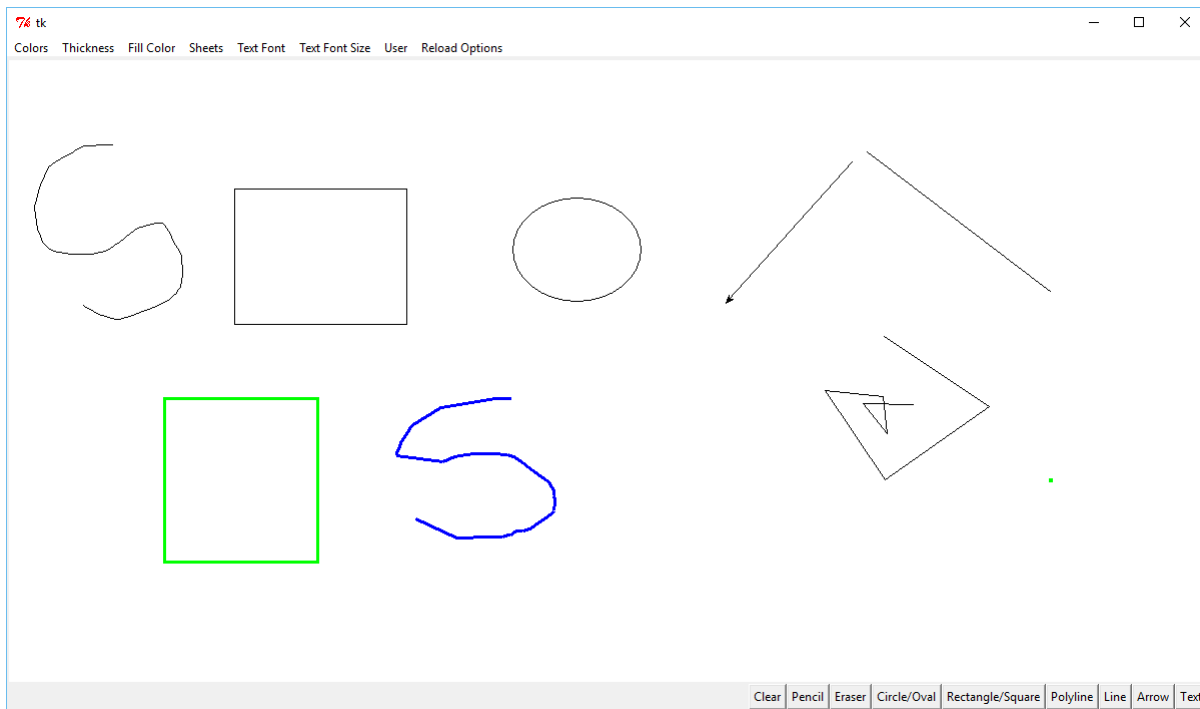 tk
Colors Thickness Fill Color Sheets Text Font Text Font Size User Reload Options
S
S
Clear Pencil Eraser Circle/Oval Rectangle/Square Polyline Line Arrow Text